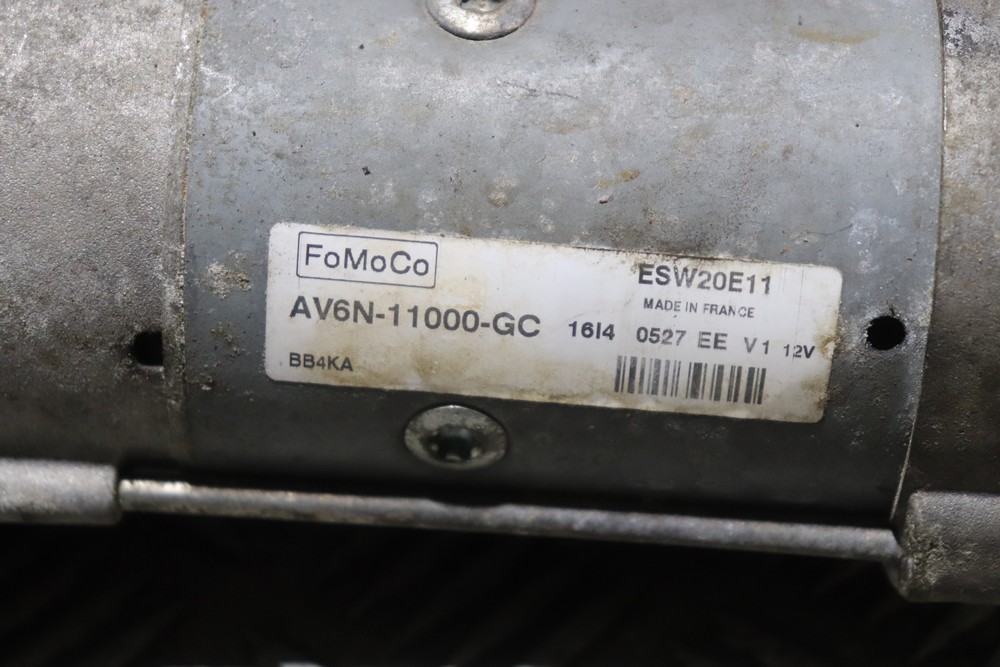 FoMoCo
ESW20E11
MADE IN FRANCE
AV6N-11000-GC 16I4 0527 EE V1 12V
BB4KA